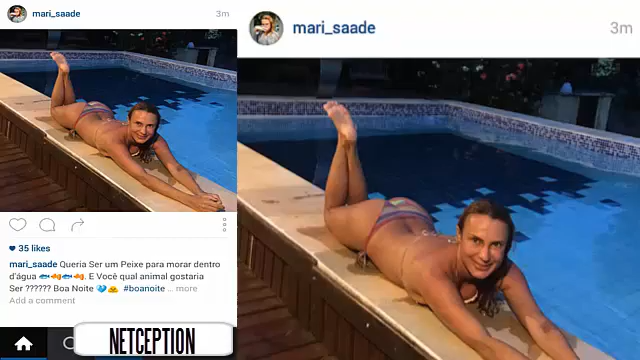 mari_saade 3m
35 likes
mari_saade Queria Ser um Peixe para morar dentro
d'água 🐟🐠🐟🐠. E Você qual animal gostaria
Ser ?????? Boa Noite 💙🤗 #boanoite ... more
Add a comment
NETCEPTION
mari_saade 3m